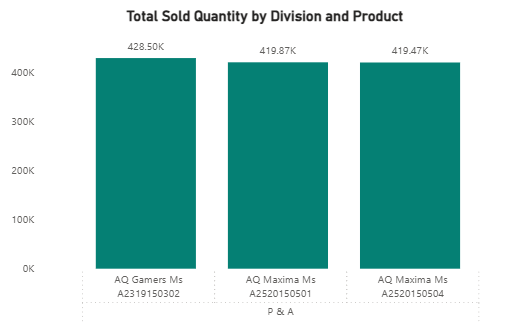 Total Sold Quantity by Division and Product
428.50K
419.87K
419.47K
400K
300K
200K
100K
0K
AQ Gamers Ms
A2319150302
AQ Maxima Ms
A2520150501
AQ Maxima Ms
A2520150504
P & A